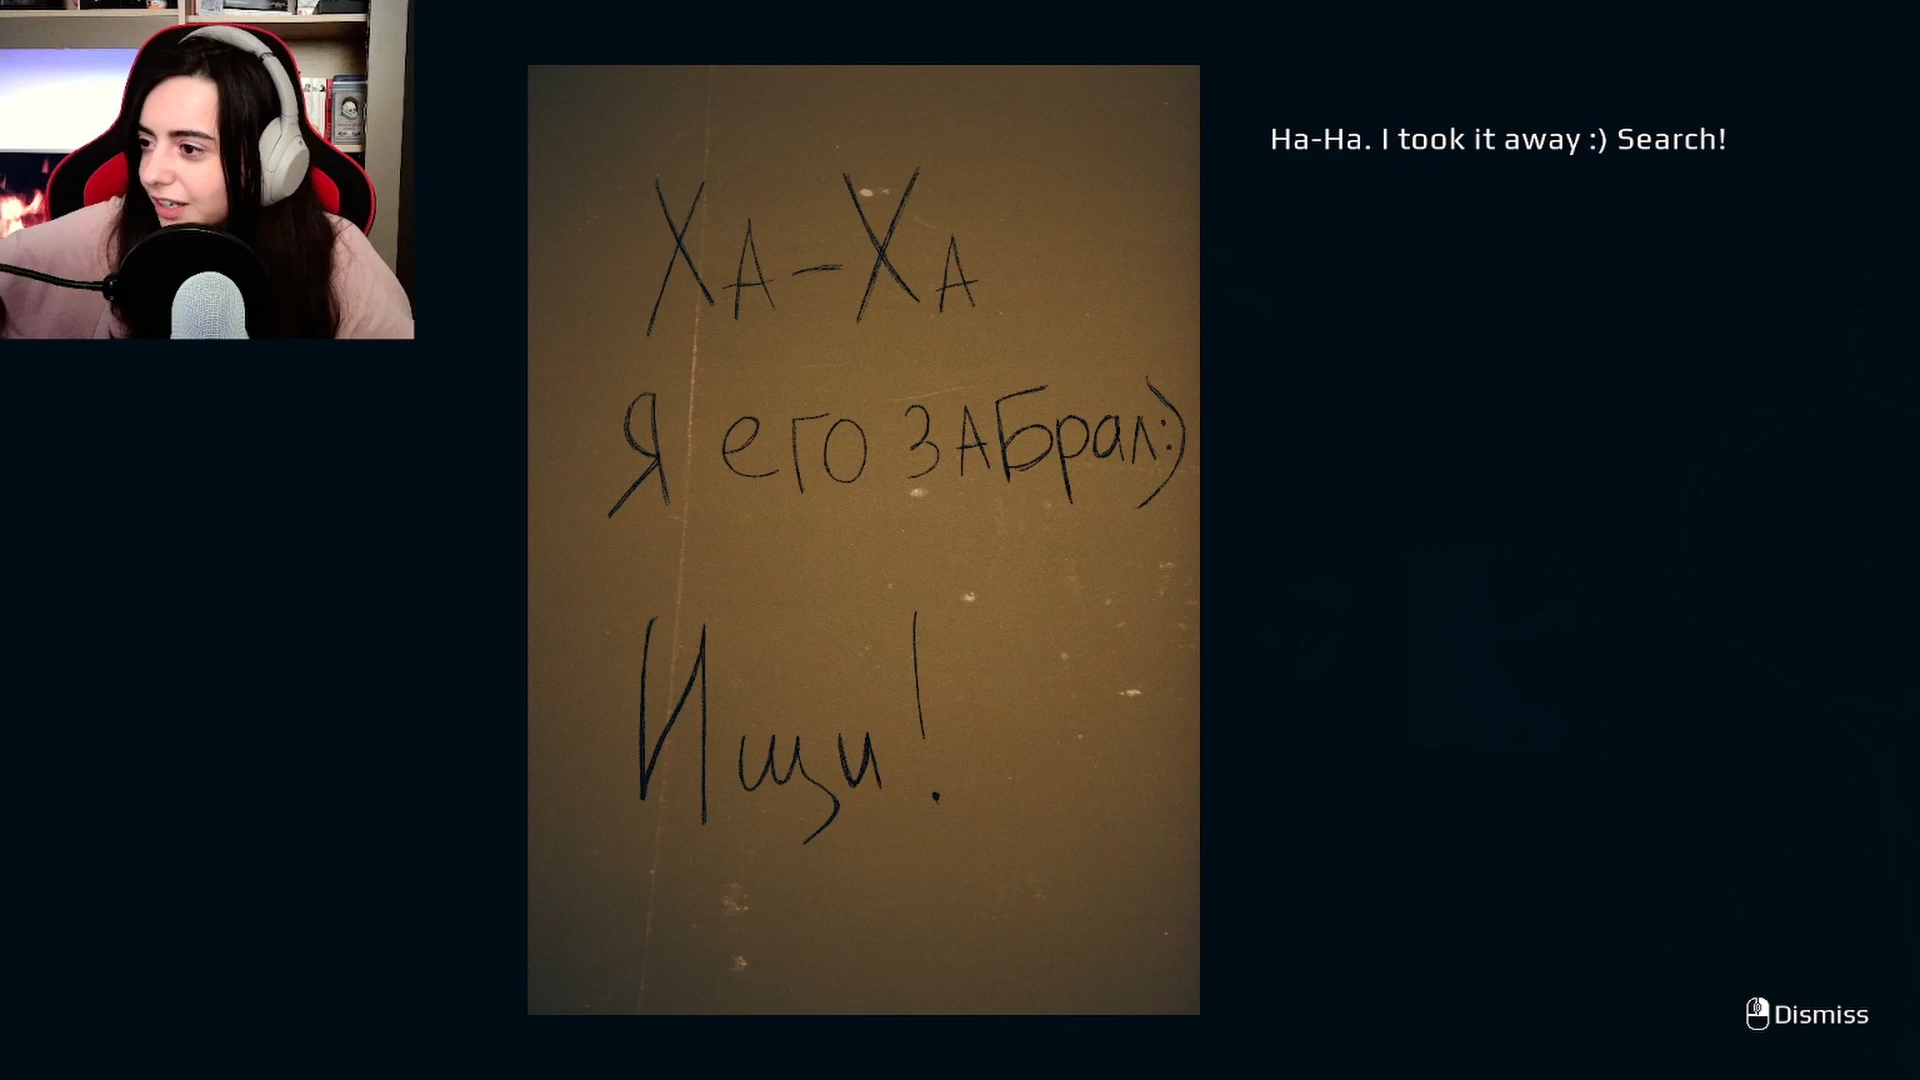 Ха-Ха
Я его забрал:)
Ищи!
Ha-Ha. I took it away :) Search!
Dismiss